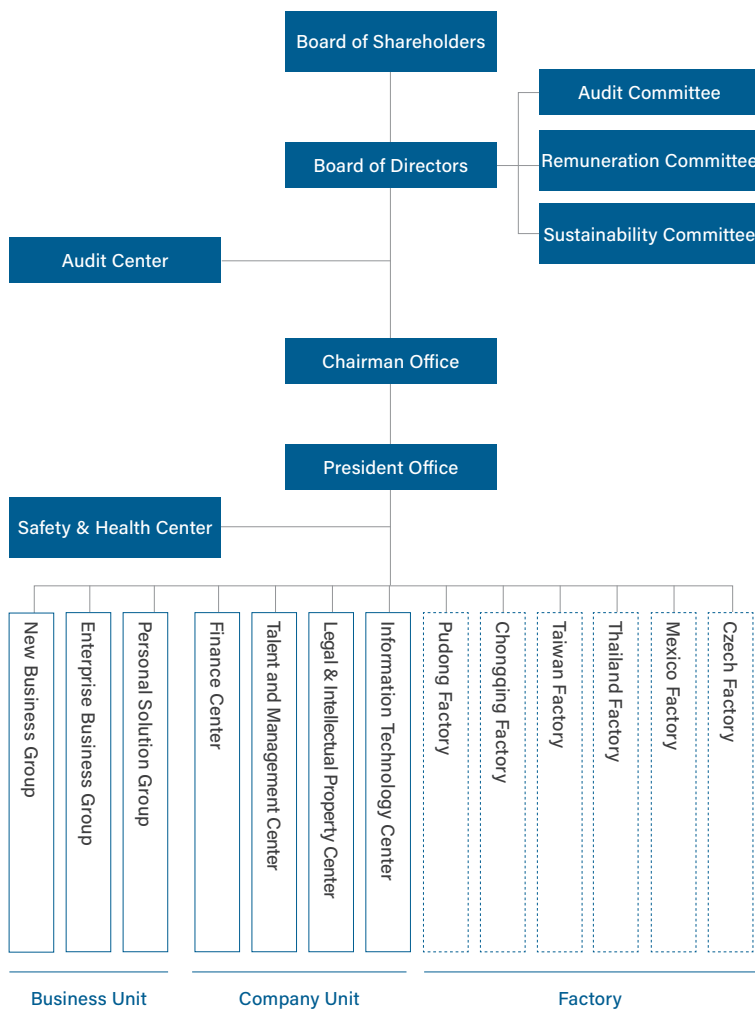 Board of Shareholders
Audit Committee
Board of Directors
Remuneration Committee
Sustainability Committee
Audit Center
Chairman Office
President Office
Safety & Health Center
New Business Group
Enterprise Business Group
Personal Solution Group
Finance Center
Talent and Management Center
Legal & Intellectual Property Center
Information Technology Center
Pudong Factory
Chongqing Factory
Taiwan Factory
Thailand Factory
Mexico Factory
Czech Factory
Business Unit
Company Unit
Factory